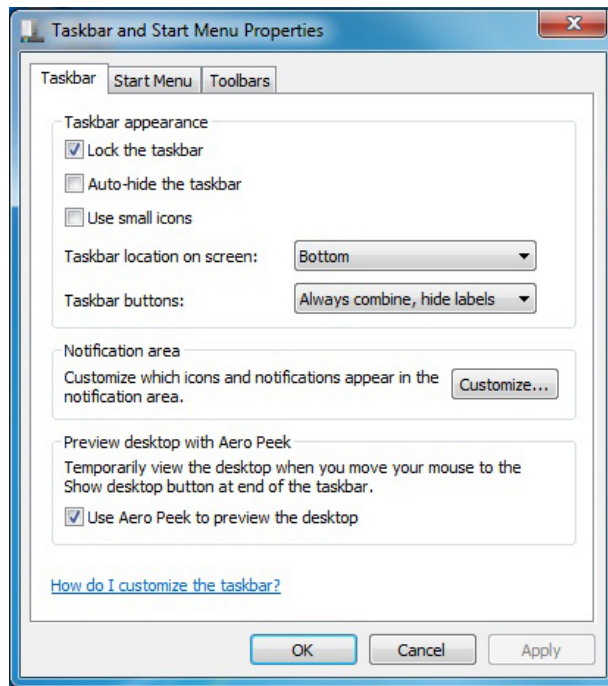 Taskbar and Start Menu Properties
Taskbar
Start Menu
Toolbars
Taskbar appearance
Lock the taskbar
Auto-hide the taskbar
Use small icons
Taskbar location on screen:
Bottom
Taskbar buttons:
Always combine, hide labels
Notification area
Customize which icons and notifications appear in the
notification area.
Customize...
Preview desktop with Aero Peek
Temporarily view the desktop when you move your mouse to the
Show desktop button at end of the taskbar.
Use Aero Peek to preview the desktop
How do I customize the taskbar?
OK
Cancel
Apply